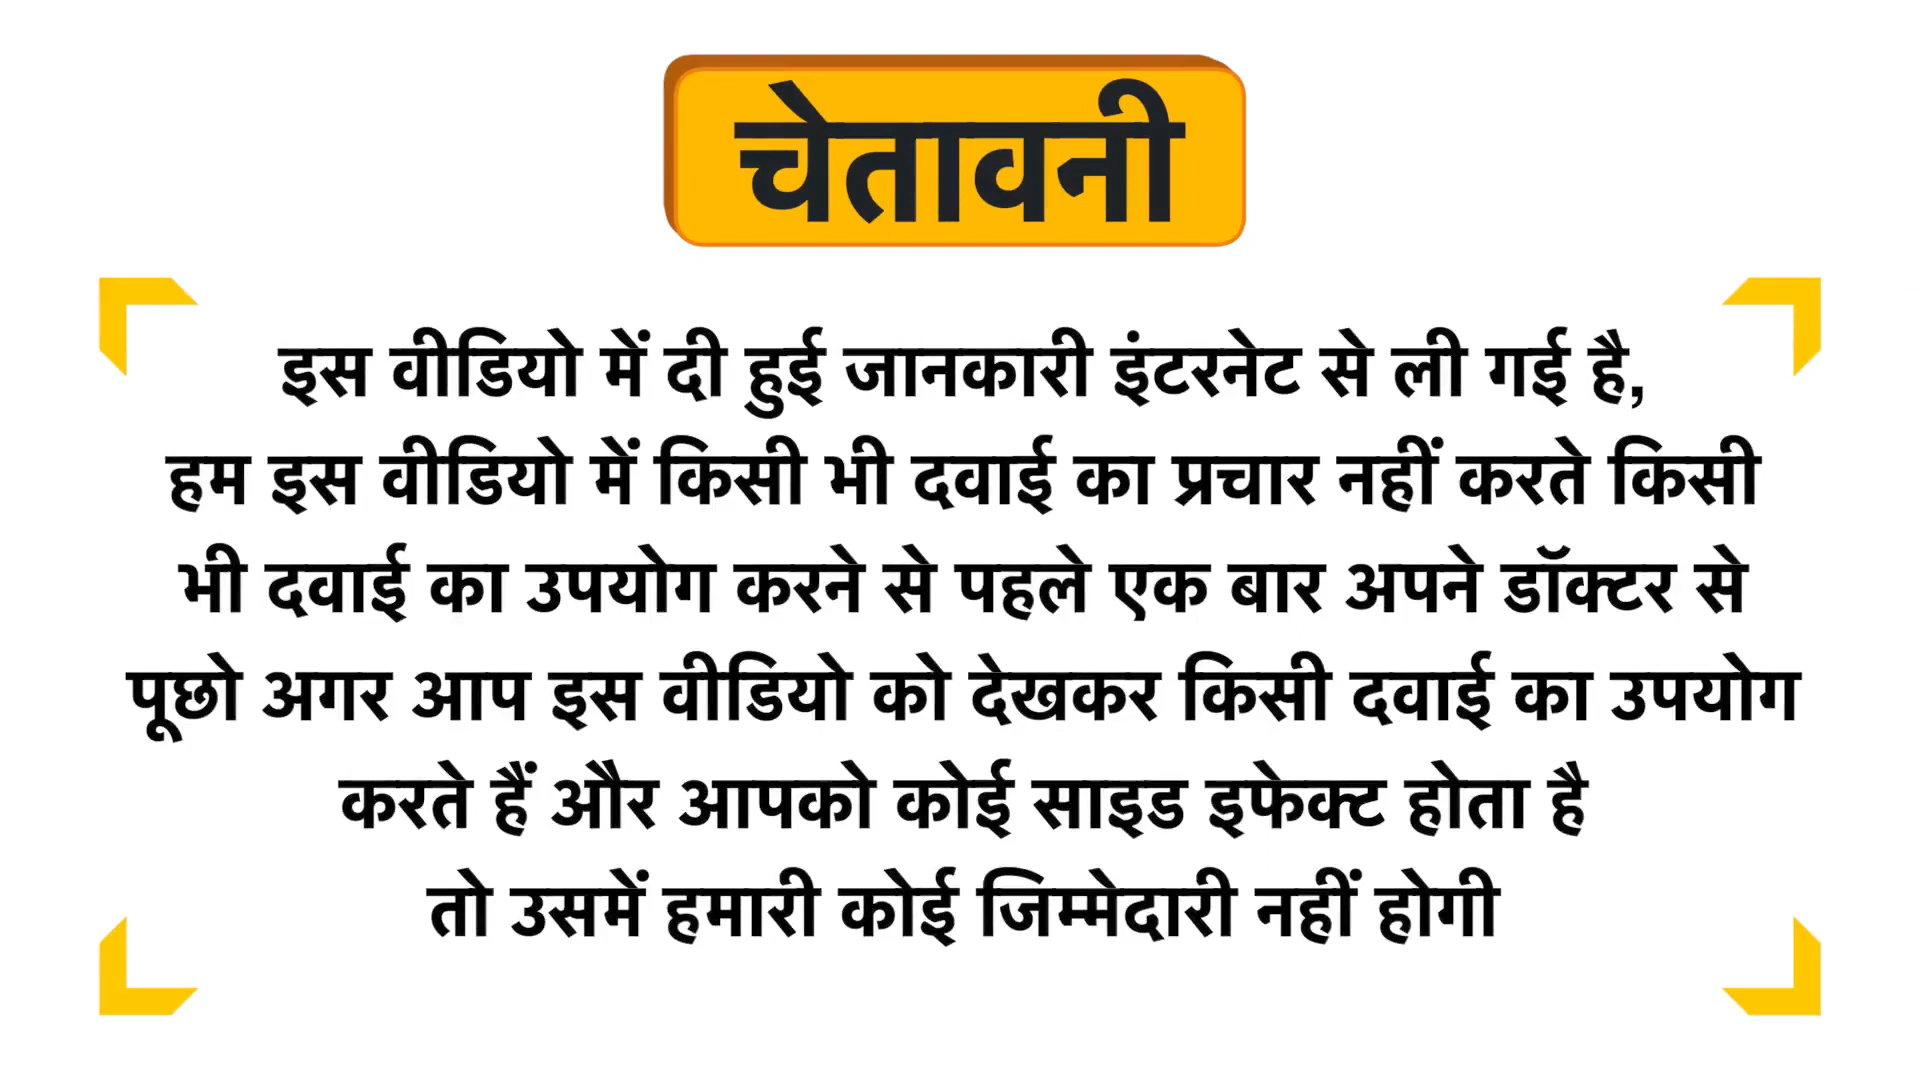 चेतावनी
इस वीडियो में दी हुई जानकारी इंटरनेट से ली गई है,
हम इस वीडियो में किसी भी दवाई का प्रचार नहीं करते किसी
भी दवाई का उपयोग करने से पहले एक बार अपने डॉक्टर से
पूछो अगर आप इस वीडियो को देखकर किसी दवाई का उपयोग
करते हैं और आपको कोई साइड इफेक्ट होता है
तो उसमें हमारी कोई जिम्मेदारी नहीं होगी